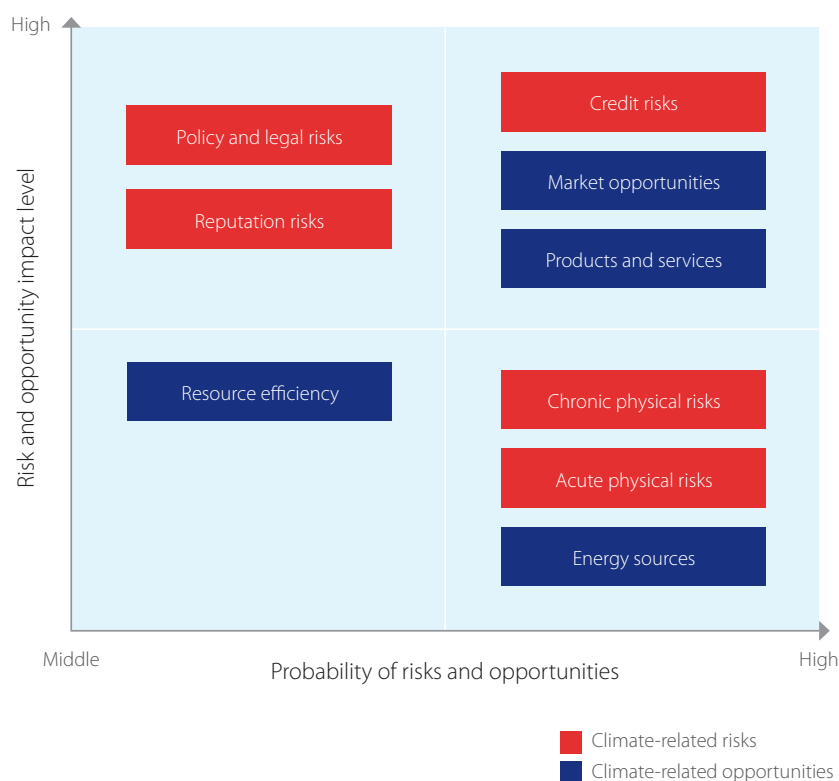 High
Risk and opportunity impact level
Policy and legal risks
Reputation risks
Credit risks
Market opportunities
Products and services
Resource efficiency
Chronic physical risks
Acute physical risks
Energy sources
Middle
Probability of risks and opportunities
High
Climate-related risks
Climate-related opportunities